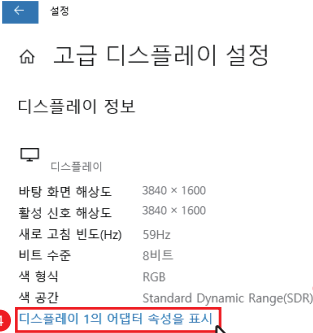 ← 설정
고급 디스플레이 설정
디스플레이 정보
디스플레이
바탕 화면 해상도 3840 × 1600
활성 신호 해상도 3840 × 1600
새로 고침 빈도(Hz) 59Hz
비트 수준 8비트
색 형식 RGB
색 공간 Standard Dynamic Range(SDR)
4 디스플레이 1의 어댑터 속성을 표시